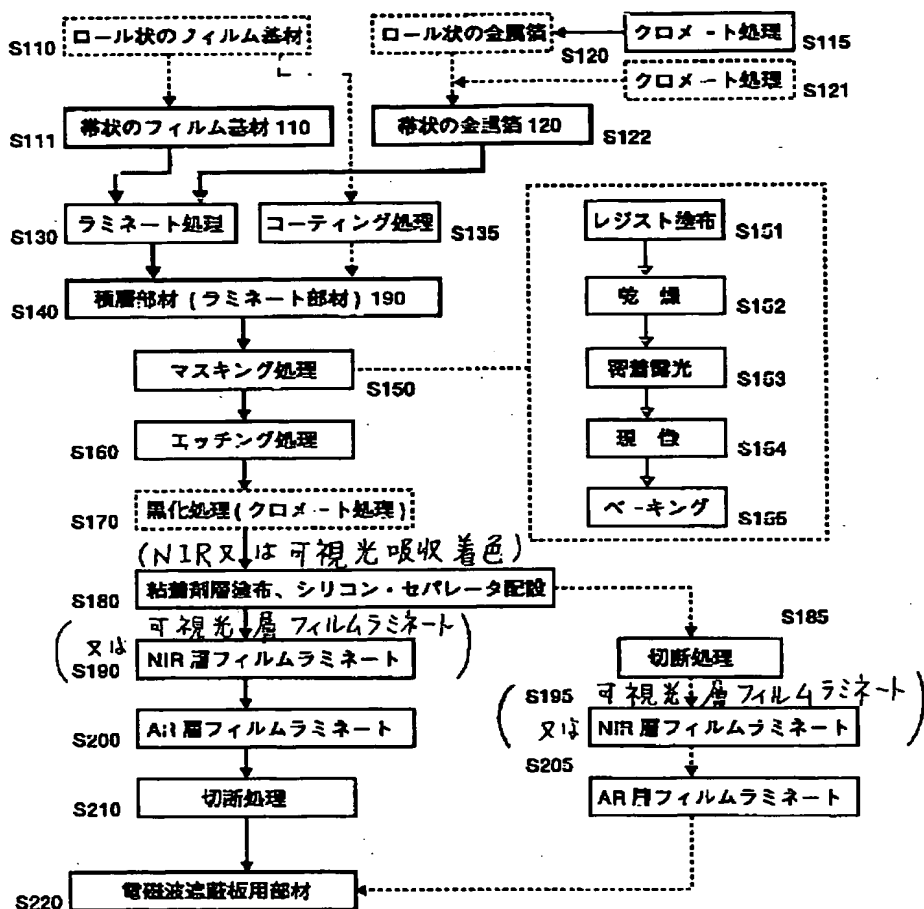 S110 ロール状のフィルム基材
ロール状の金属箔 S120
クロメート処理 S115
クロメート処理 S121
S111 帯状のフィルム基材 110
帯状の金属箔 120 S122
S130 ラミネート処理
コーティング処理 S135
S140 積層部材 (ラミネート部材) 190
マスキング処理 S150
レジスト塗布 S151
乾 燥 S152
密着露光 S153
現 像 S154
ベーキング S155
S160 エッチング処理
S170 黒化処理 (クロメート処理)
(NIR又は可視光吸収着色)
S180 粘着剤層塗布、シリコン・セパレータ配設
(又は 可視光層フィルムラミネート)
S190 NIR層フィルムラミネート
S200 AR層フィルムラミネート
S210 切断処理
S185
切断処理
S195 (可視光層フィルムラミネート
又は NIR層フィルムラミネート)
S205
AR層フィルムラミネート
S220 電磁波遮蔽板用部材